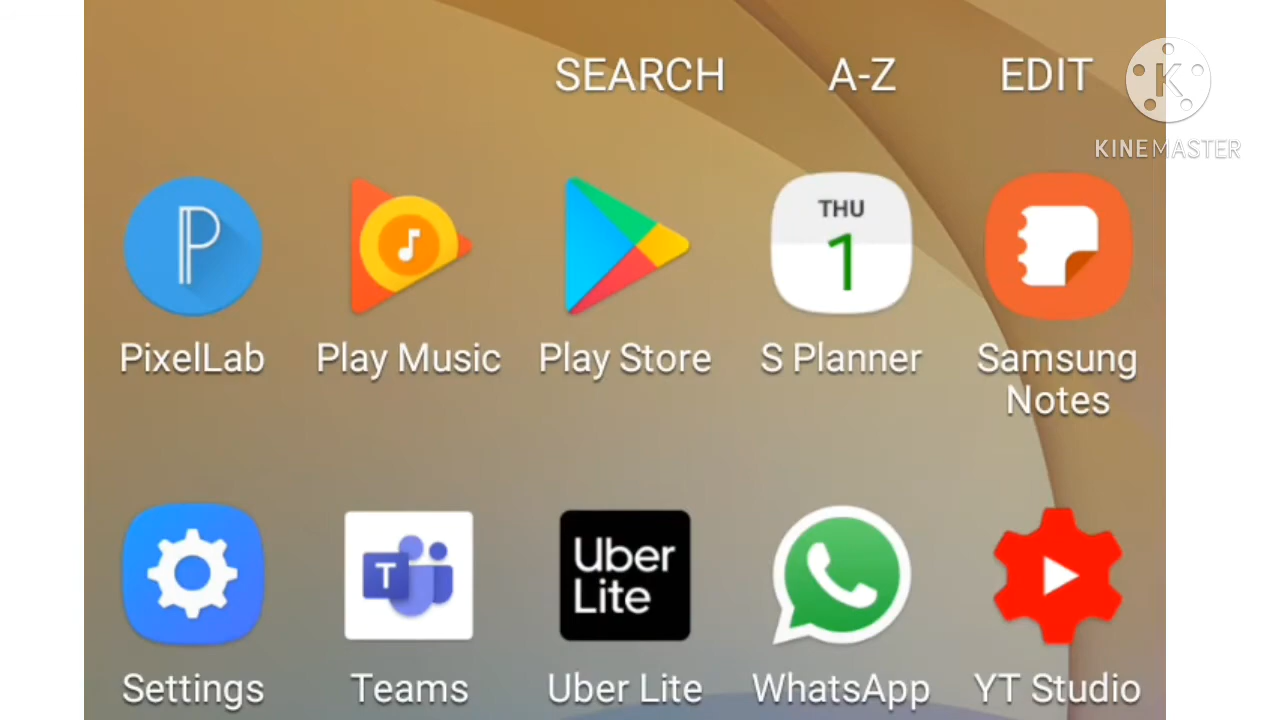 SEARCH A-Z EDIT
KINEMASTER
THU
1
PixelLab Play Music Play Store S Planner Samsung
Notes
T
Uber
Lite
Settings Teams Uber Lite WhatsApp YT Studio